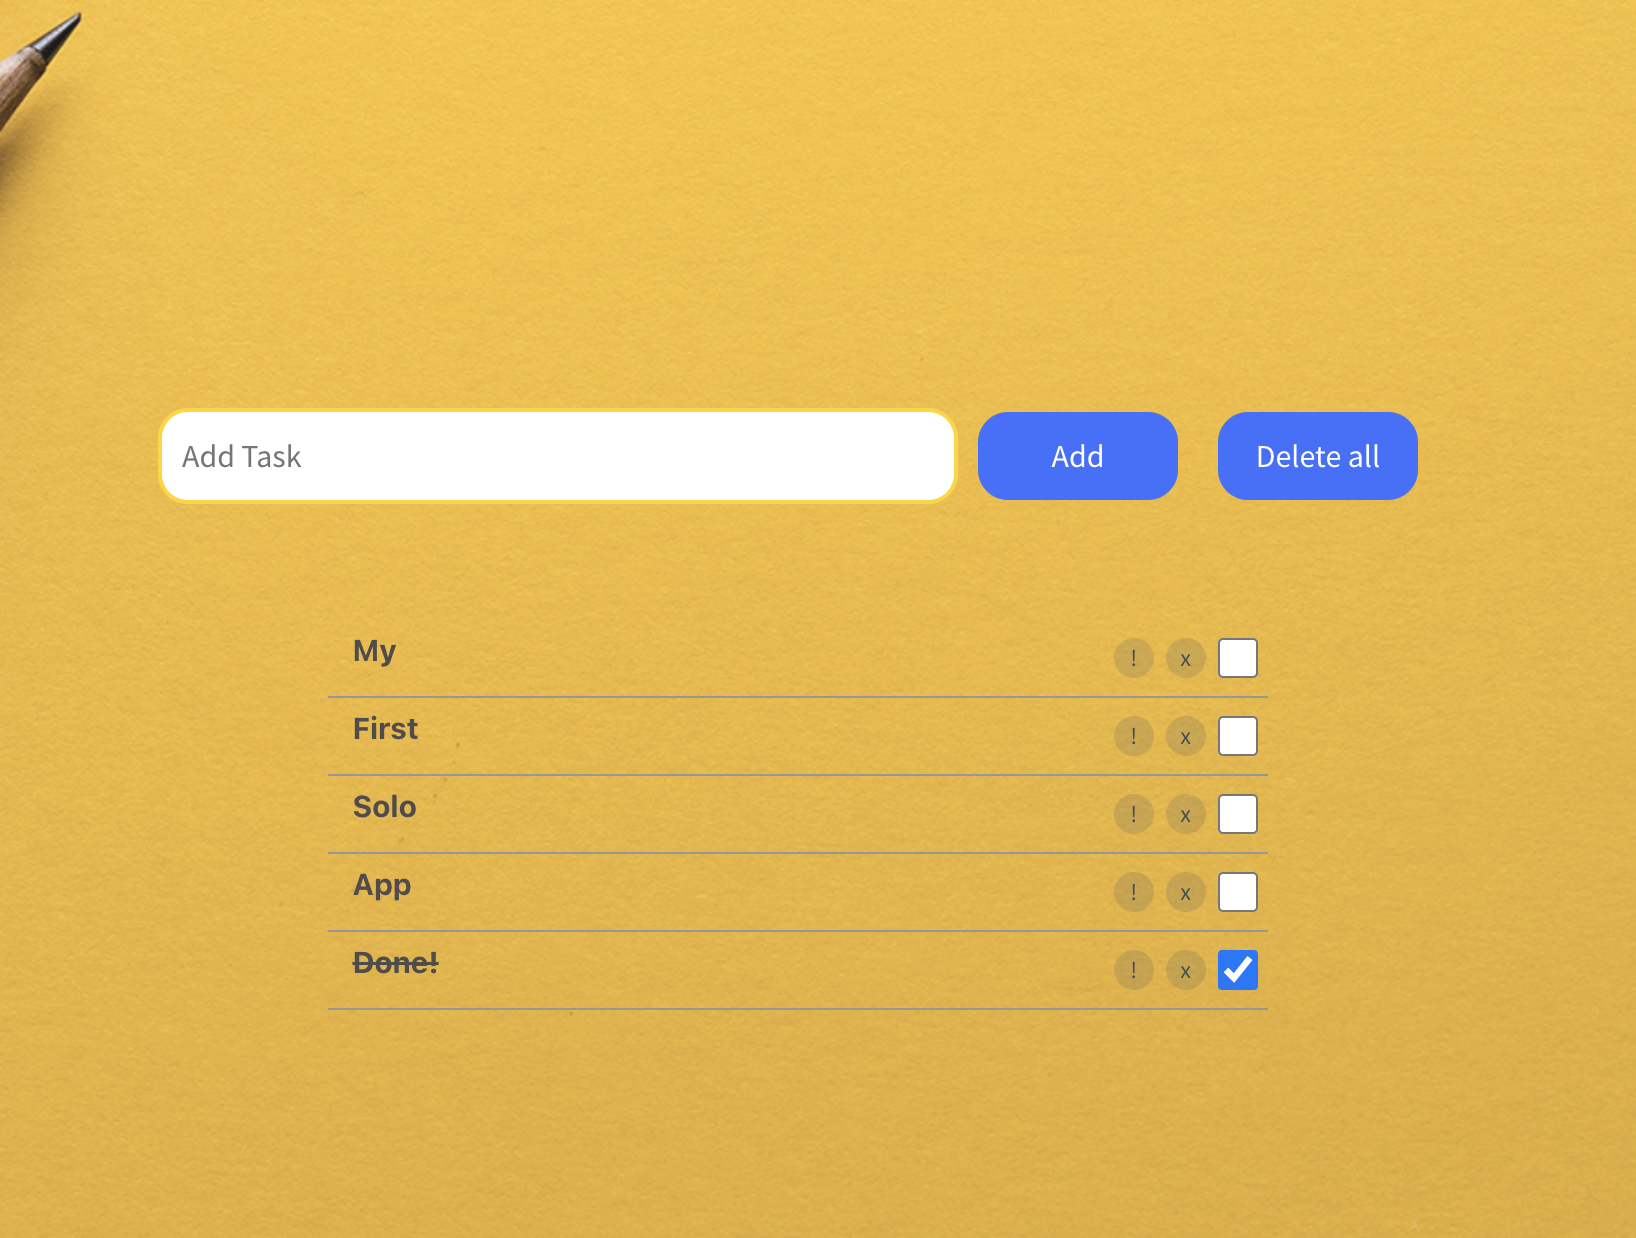 Add Task Add Delete all
My ! x
First ! x
Solo ! x
App ! x
Done! ! x